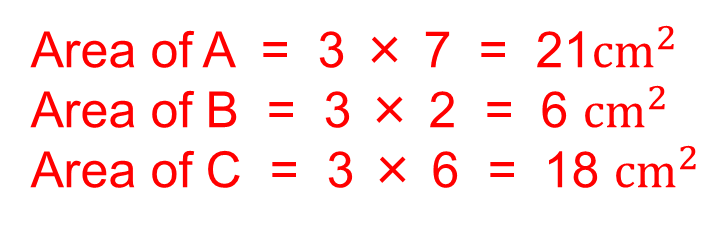 Area of A = 3 × 7 = 21cm²
Area of B = 3 × 2 = 6 cm²
Area of C = 3 × 6 = 18 cm²